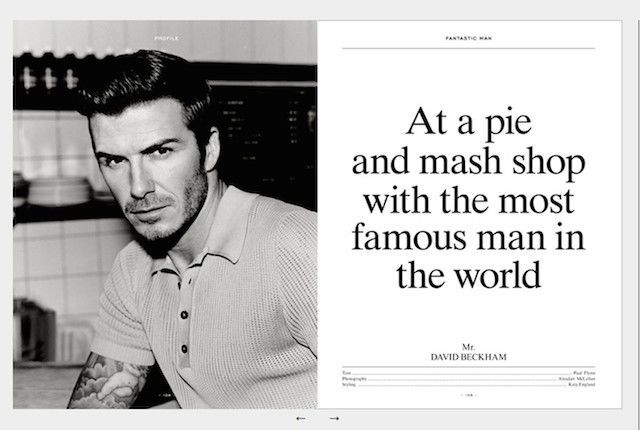 PROFILE
FANTASTIC MAN
At a pie
and mash shop
with the most
famous man in
the world
Mr.
DAVID BECKHAM
Text Paul Flynn
Photography Alasdair McLellan
Styling Katy England